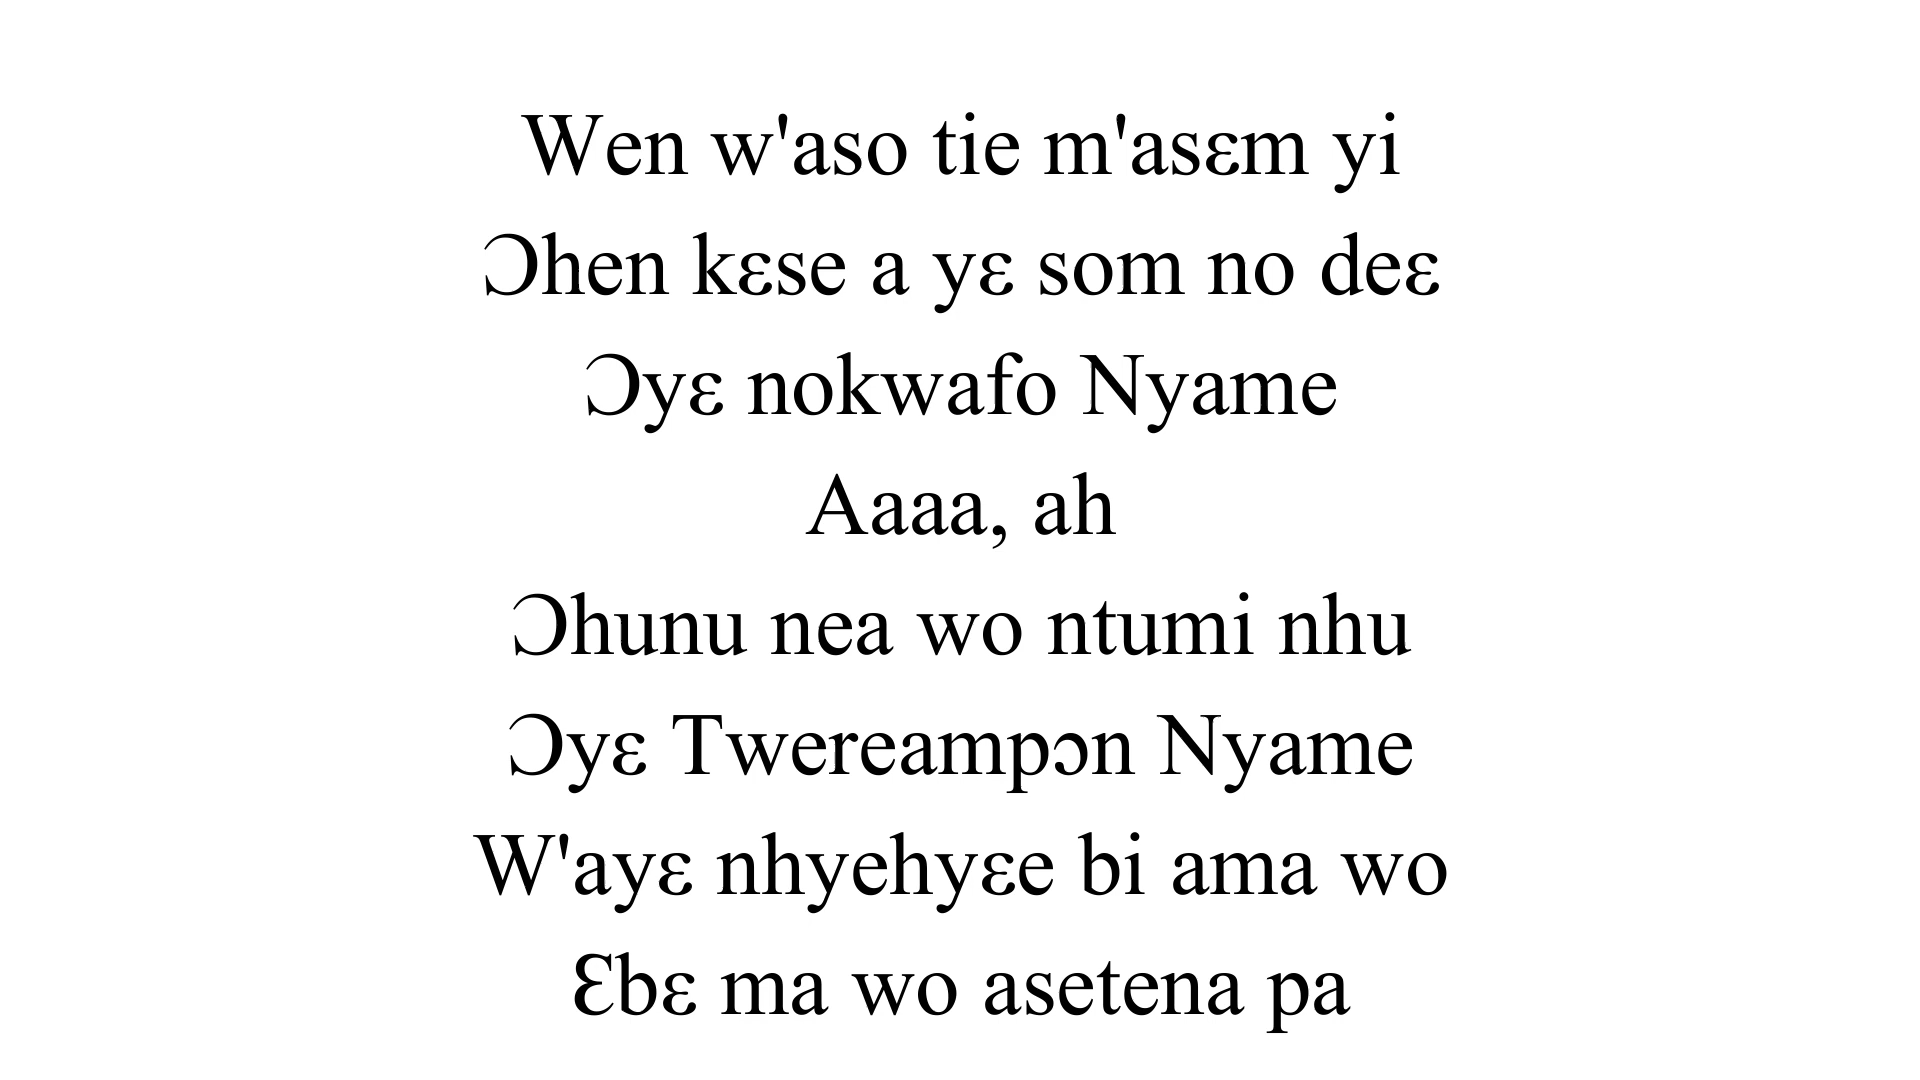 Wen w'aso tie m'asɛm yi
Ɔhen kɛse a yɛ som no deɛ
Ɔyɛ nokwafo Nyame
Aaaa, ah
Ɔhunu nea wo ntumi nhu
Ɔyɛ Twereampɔn Nyame
W'ayɛ nhyehyɛe bi ama wo
Ɛbɛ ma wo asetena pa